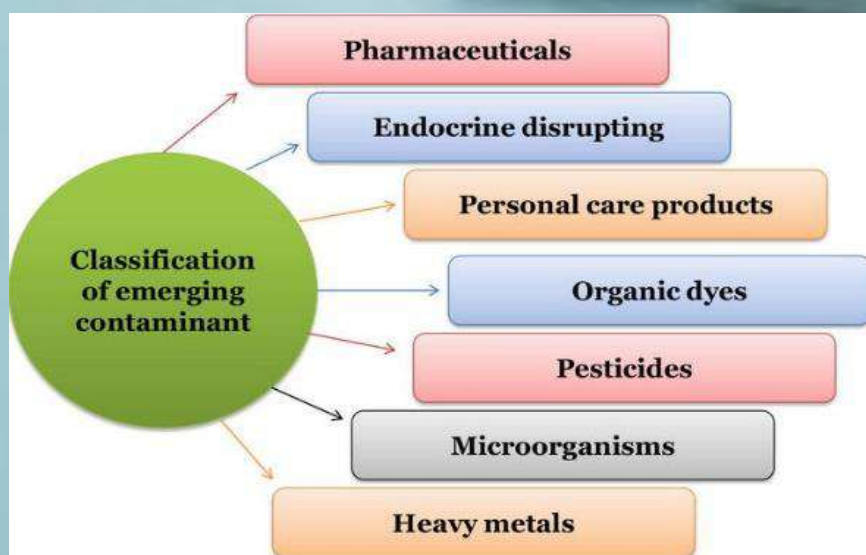 Pharmaceuticals
Endocrine disrupting
Personal care products
Classification
of emerging
contaminant
Organic dyes
Pesticides
Microorganisms
Heavy metals